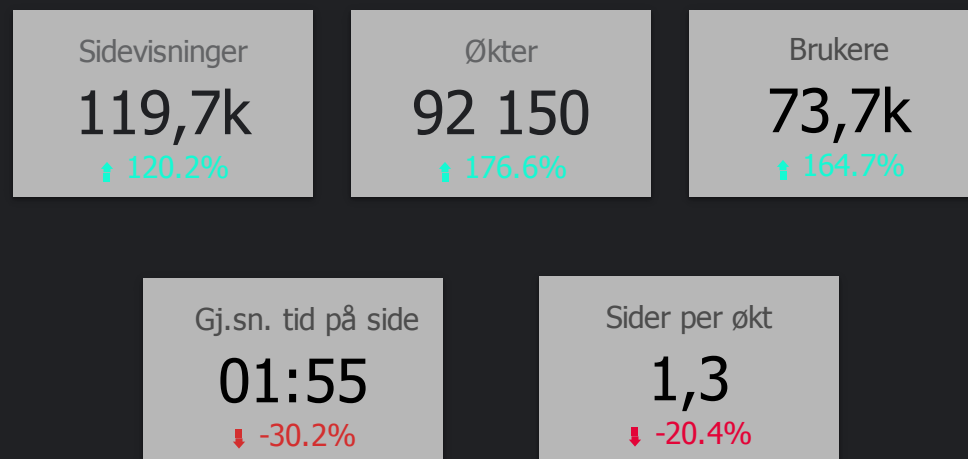 Sidevisninger
119,7k
120.2%
Økter
92 150
176.6%
Brukere
73,7k
164.7%
Gj.sn. tid på side
01:55
-30.2%
Sider per økt
1,3
-20.4%